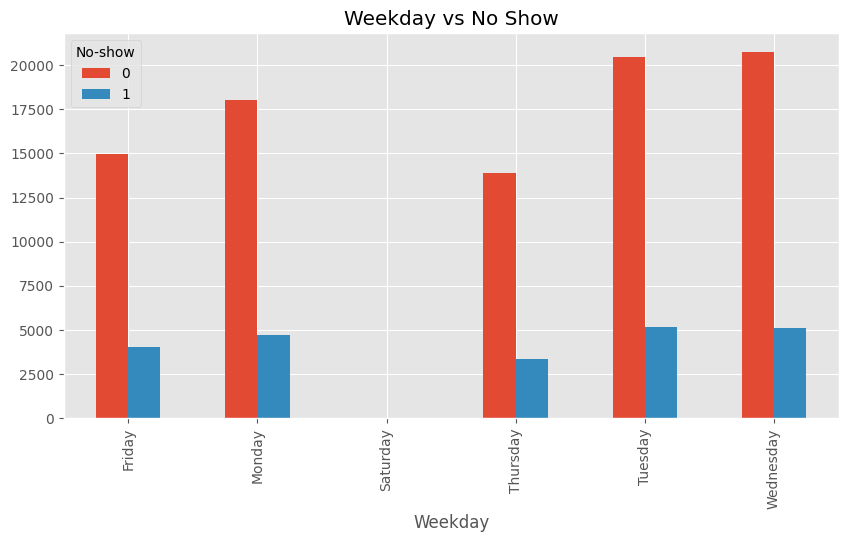 Weekday vs No Show
No-show
0
1
20000
17500
15000
12500
10000
7500
5000
2500
0
Friday
Monday
Saturday
Thursday
Tuesday
Wednesday
Weekday